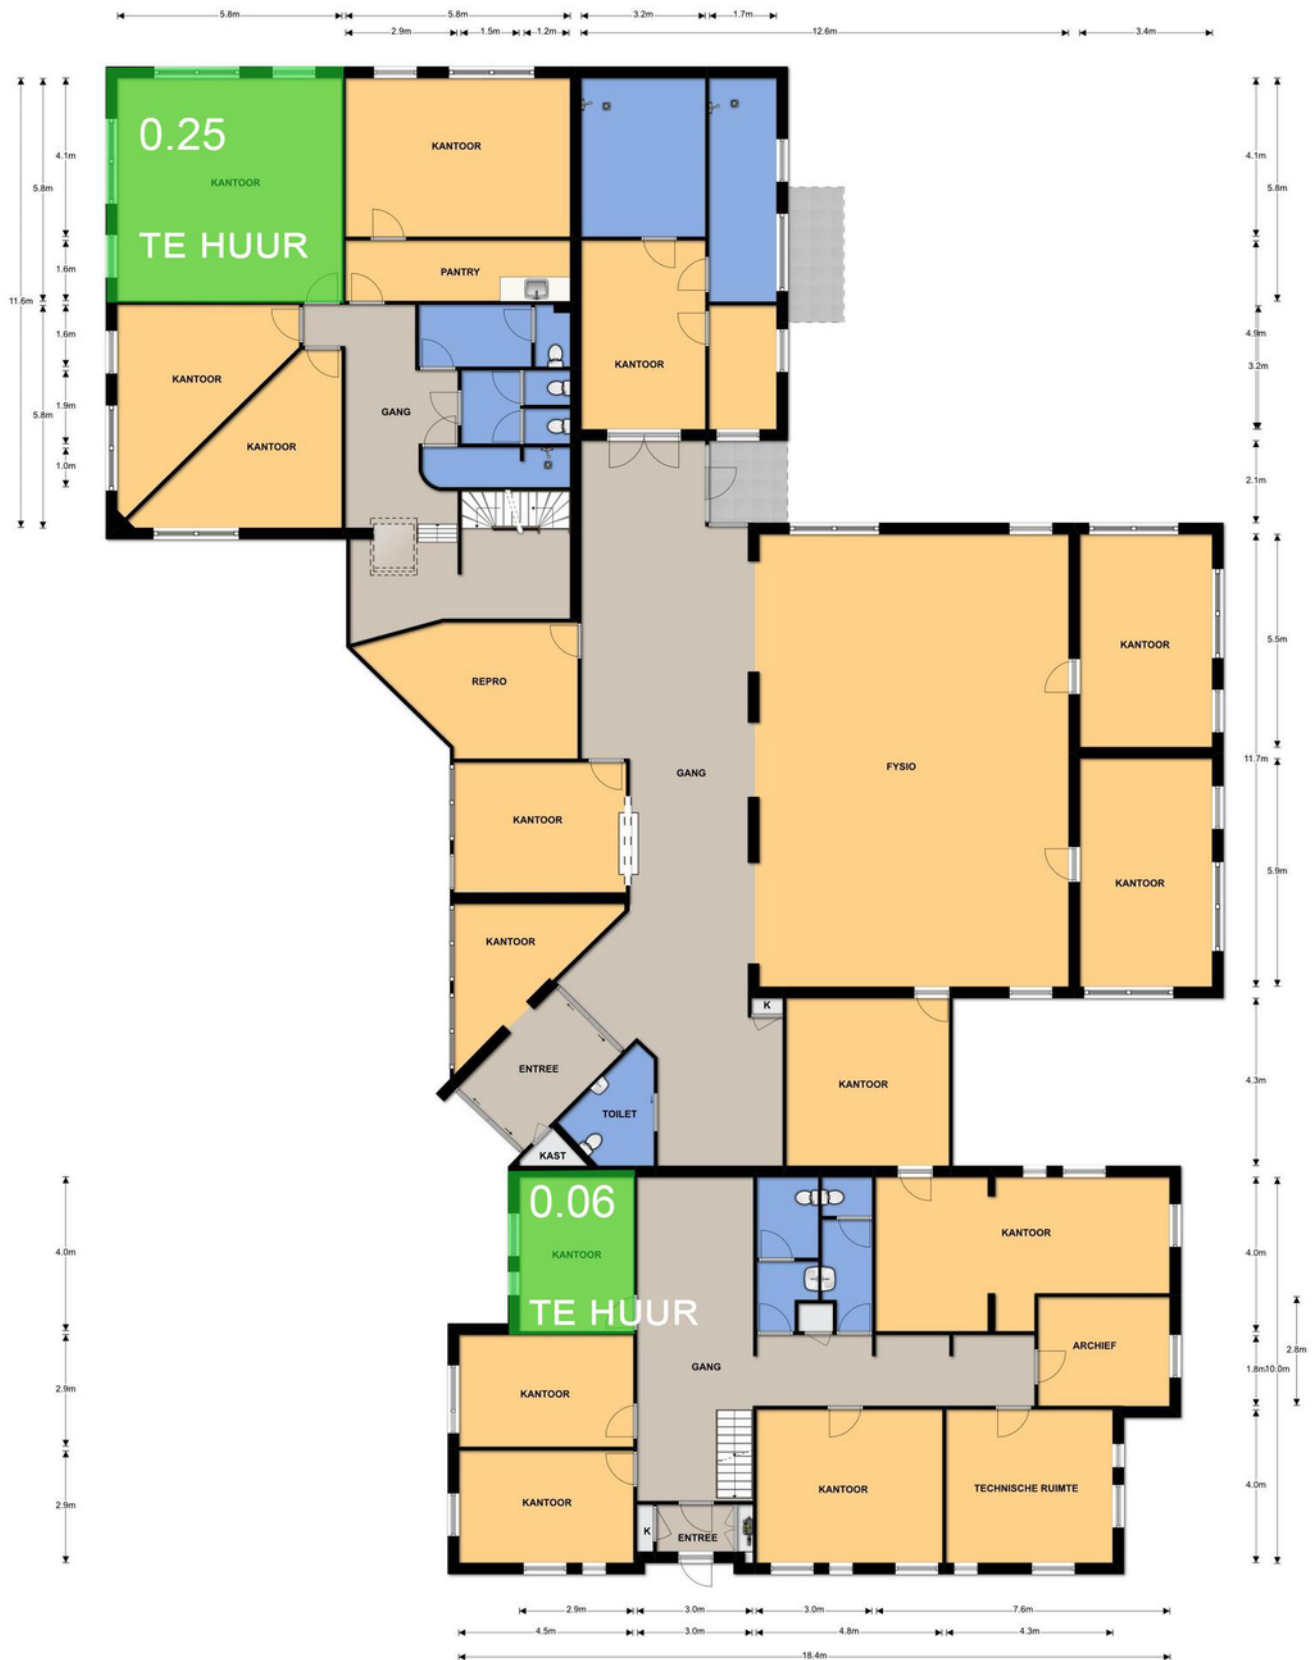 5.8m 5.8m 3.2m 1.7m
2.9m 1.5m 1.2m 12.6m 3.4m
0.25
KANTOOR
TE HUUR
KANTOOR
PANTRY
4.1m
5.8m
1.6m
11.6m
1.6m
1.9m
5.8m
1.0m
4.1m
5.8m
4.9m
3.2m
2.1m
KANTOOR
KANTOOR
KANTOOR
GANG
REPRO
KANTOOR
GANG
FYSIO
KANTOOR
5.5m
11.7m
KANTOOR
5.9m
KANTOOR
ENTREE
TOILET
KAST
K
KANTOOR
4.3m
0.06
KANTOOR
TE HUUR
4.0m
2.9m
2.9m
KANTOOR
4.0m
ARCHIEF
2.8m
1.8m
10.0m
GANG
KANTOOR
KANTOOR
KANTOOR
TECHNISCHE RUIMTE
4.0m
K
ENTREE
2.9m 3.0m 3.0m 7.6m
4.5m 3.0m 4.8m 4.3m
18.4m